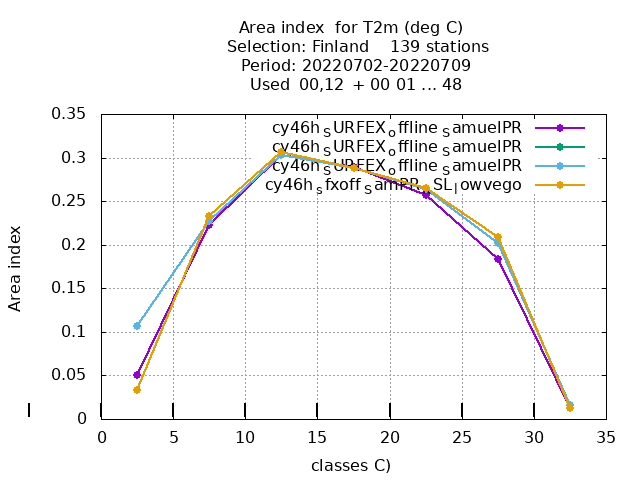 Area index  for T2m (deg C)
Selection: Finland    139 stations
Period: 20220702-20220709
Used  00,12  + 00 01 ... 48
0.35
0.3
0.25
0.2
0.15
0.1
0.05
0
Area index
cy46h_SURFEX_offline_SamuelPR
cy46h_SURFEX_offline_SamuelPR
cy46h_SURFEX_offline_SamuelPR
cy46h_sfxoff_SamPR_SL_lowvego
0 5 10 15 20 25 30 35
classes C)